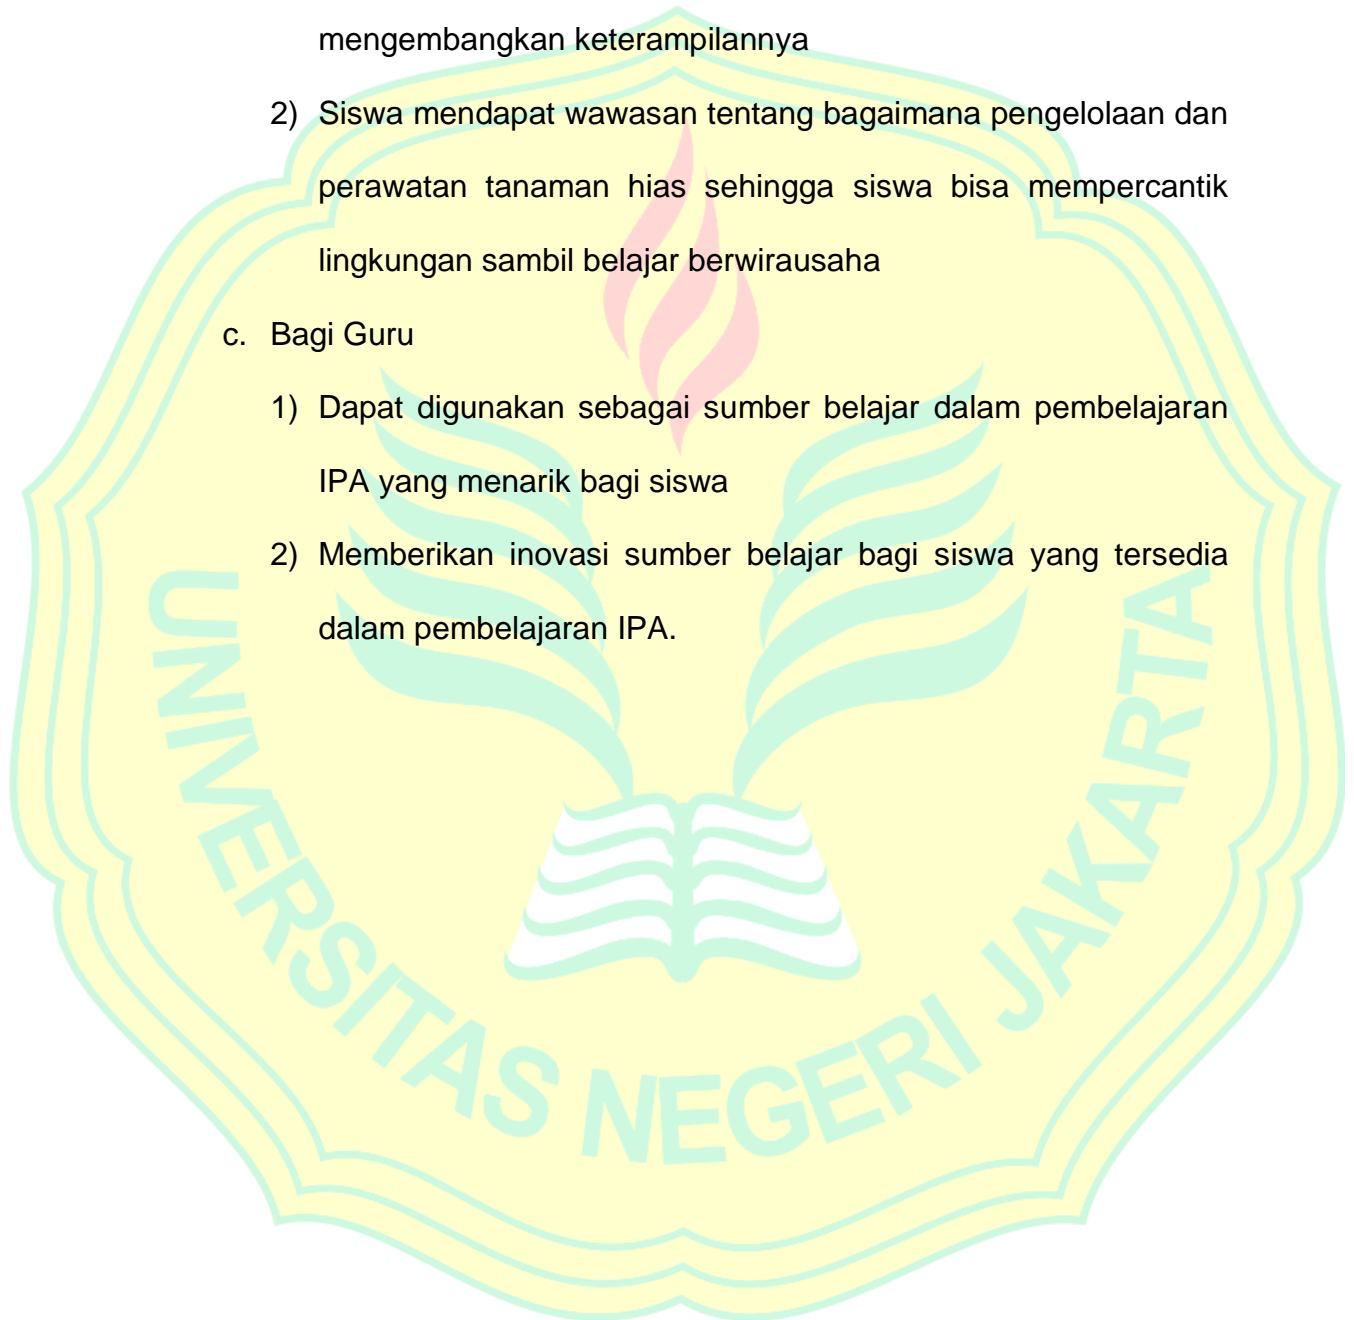 mengembangkan keterampilannya
2) Siswa mendapat wawasan tentang bagaimana pengelolaan dan
perawatan tanaman hias sehingga siswa bisa mempercantik
lingkungan sambil belajar berwirausaha
c. Bagi Guru
1) Dapat digunakan sebagai sumber belajar dalam pembelajaran
IPA yang menarik bagi siswa
2) Memberikan inovasi sumber belajar bagi siswa yang tersedia
dalam pembelajaran IPA.
UNIVERSITAS NEGERI JAKARTA